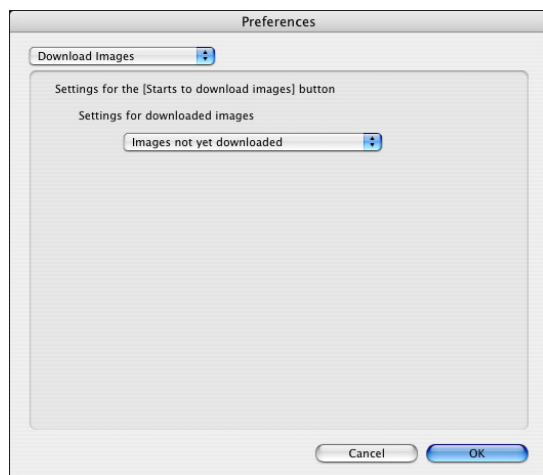 Preferences
Download Images
Settings for the [Starts to download images] button
Settings for downloaded images
Images not yet downloaded
Cancel
OK